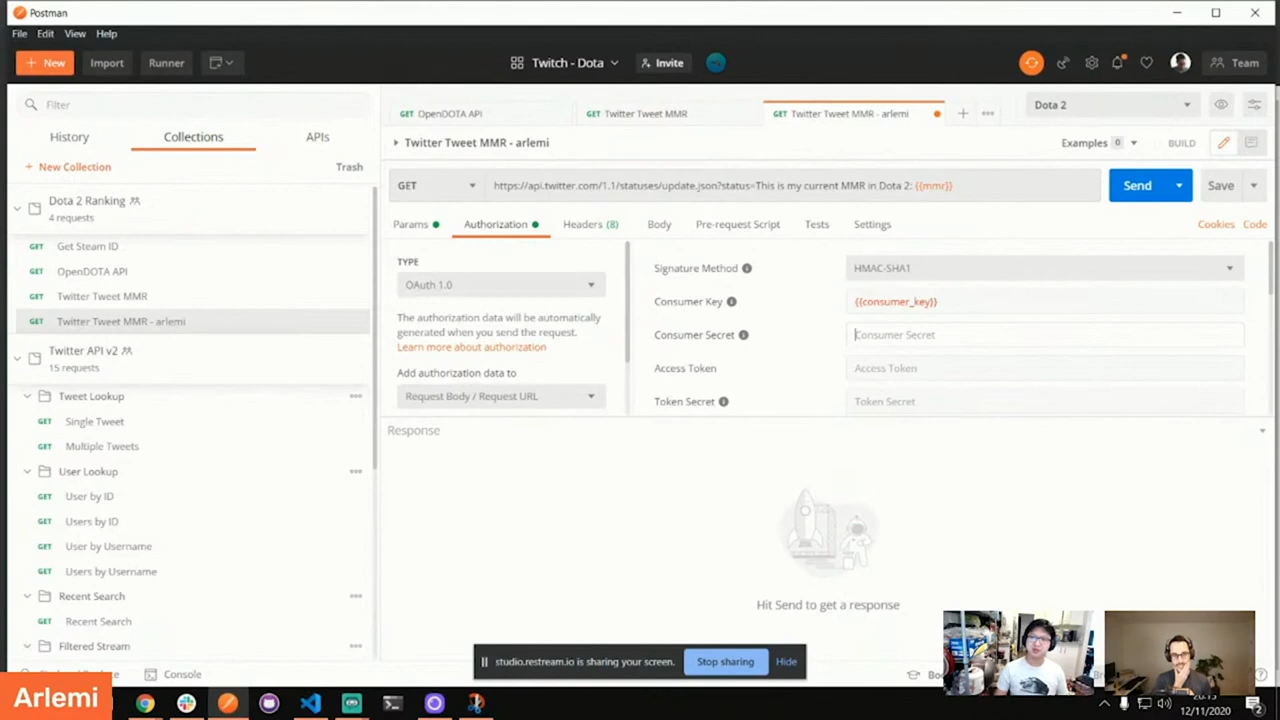 Postman
File Edit View Help
New Import Runner Twitch - Dota Invite Team
Filter
History Collections APIs
+ New Collection Trash
Dota 2 Ranking
4 requests
GET Get Steam ID
GET OpenDOTA API
GET Twitter Tweet MMR
GET Twitter Tweet MMR - arlemi
Twitter API v2
15 requests
Tweet Lookup
GET Single Tweet
GET Multiple Tweets
User Lookup
GET User by ID
GET Users by ID
GET User by Username
GET Users by Username
Recent Search
GET Recent Search
Filtered Stream
Console
GET OpenDOTA API GET Twitter Tweet MMR GET Twitter Tweet MMR - arlemi Dota 2
Twitter Tweet MMR - arlemi Examples 0 BUILD
GET https://api.twitter.com/1.1/statuses/update.json?status=This is my current MMR in Dota 2: {{mmr}} Send Save
Params Authorization Headers (8) Body Pre-request Script Tests Settings Cookies Code
TYPE
OAuth 1.0
The authorization data will be automatically
generated when you send the request.
Learn more about authorization
Add authorization data to
Request Body / Request URL
Signature Method HMAC-SHA1
Consumer Key {{consumer_key}}
Consumer Secret Consumer Secret
Access Token Access Token
Token Secret Token Secret
Response
Hit Send to get a response
studio.restream.io is sharing your screen. Stop sharing Hide
Arlemi
12/11/2020
2